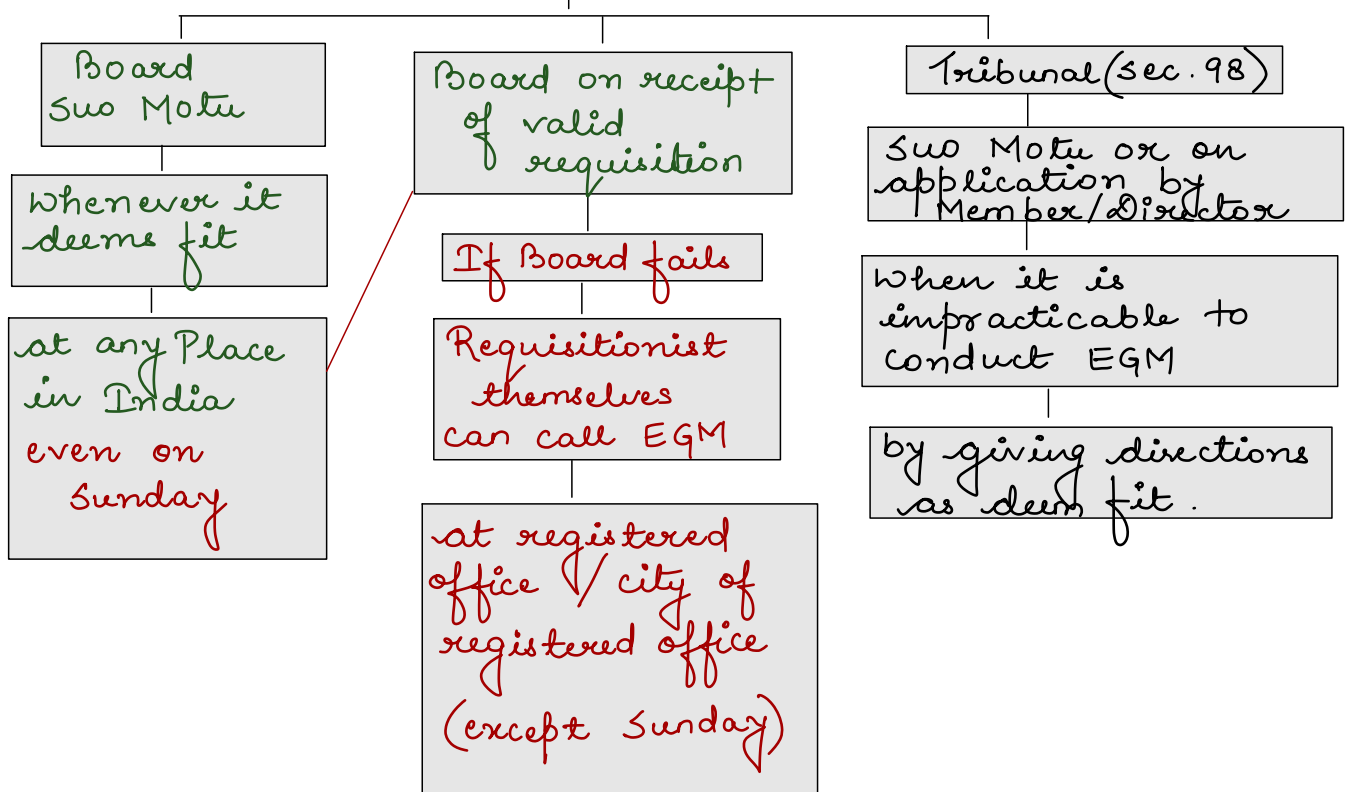 Board
Suo Motu
Whenever it
deems fit
at any Place
in India
even on
Sunday
Board on receipt
of valid
requisition
If Board fails
Requisitionist
themselves
can call EGM
at registered
office / city of
registered office
(except Sunday)
Tribunal (sec. 98)
Suo Motu or on
application by
Member/Director
When it is
impracticable to
conduct EGM
by giving directions
as deem fit.